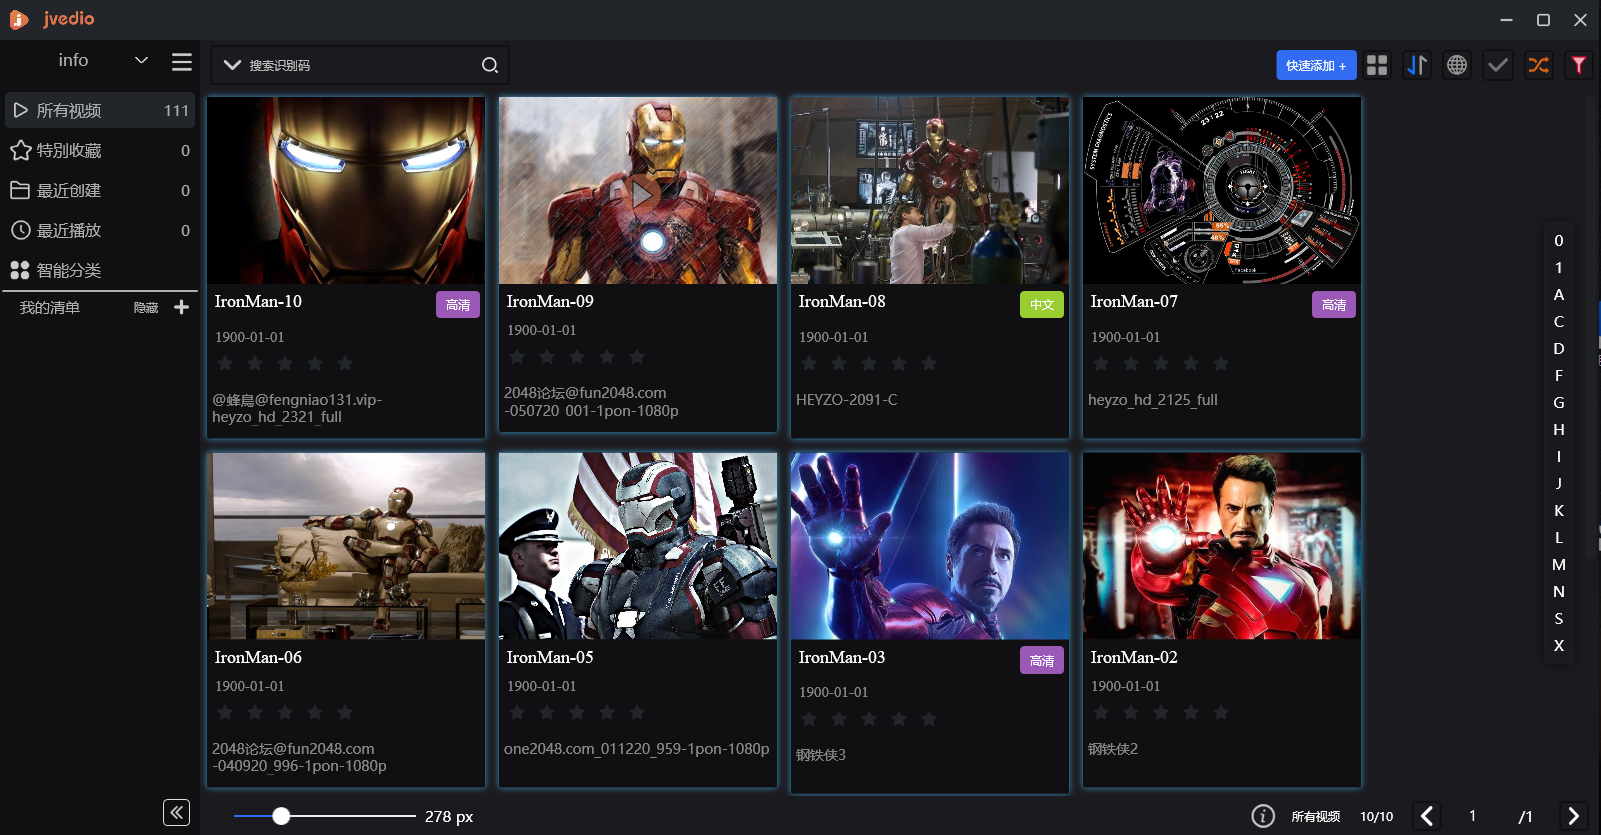 jvedio
info
搜索识别码
快速添加 +
所有视频 111
特别收藏 0
最近创建 0
最近播放 0
智能分类
我的清单 隐藏
SYSTEM DIAGNOSTICS
23:22
FLIGHT
Facebook
IronMan-10 高清
1900-01-01
@蜂鳥@fengniao131.vip-
heyzo_hd_2321_full
IronMan-09
1900-01-01
2048论坛@fun2048.com
-050720_001-1pon-1080p
IronMan-08 中文
1900-01-01
HEYZO-2091-C
IronMan-07 高清
1900-01-01
heyzo_hd_2125_full
IronMan-06
1900-01-01
2048论坛@fun2048.com
-040920_996-1pon-1080p
IronMan-05
1900-01-01
one2048.com_011220_959-1pon-1080p
IronMan-03 高清
1900-01-01
钢铁侠3
IronMan-02
1900-01-01
钢铁侠2
0
1
A
C
D
F
G
H
I
J
K
L
M
N
S
X
278 px
所有视频 10/10 1 /1